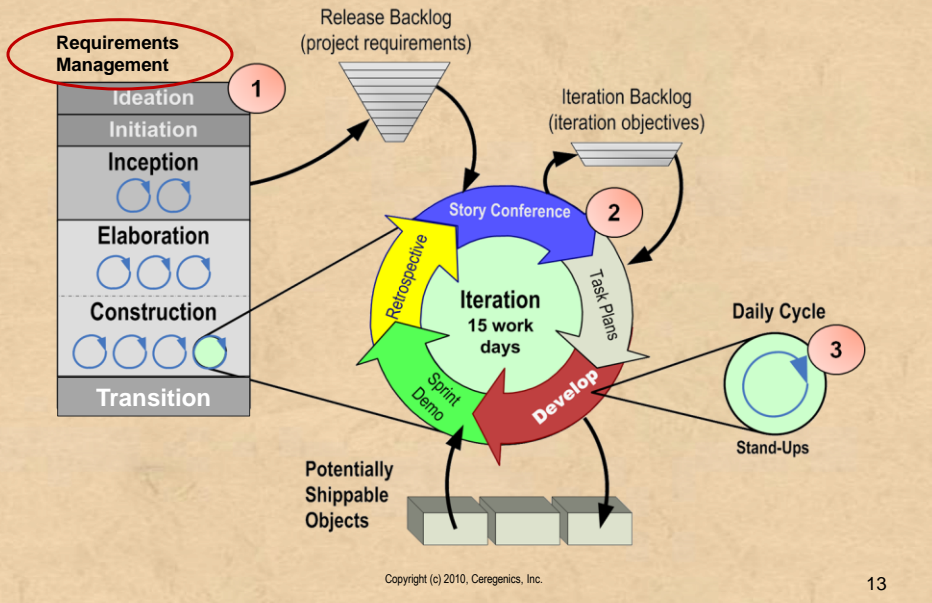 Requirements
Management
1
Ideation
Initiation
Inception
Elaboration
Construction
Transition
Release Backlog
(project requirements)
Iteration Backlog
(iteration objectives)
Story Conference
2
Task Plans
Develop
Sprint
Demo
Retrospective
Iteration
15 work
days
Daily Cycle
3
Stand-Ups
Potentially
Shippable
Objects
Copyright (c) 2010, Ceregenics, Inc.
13